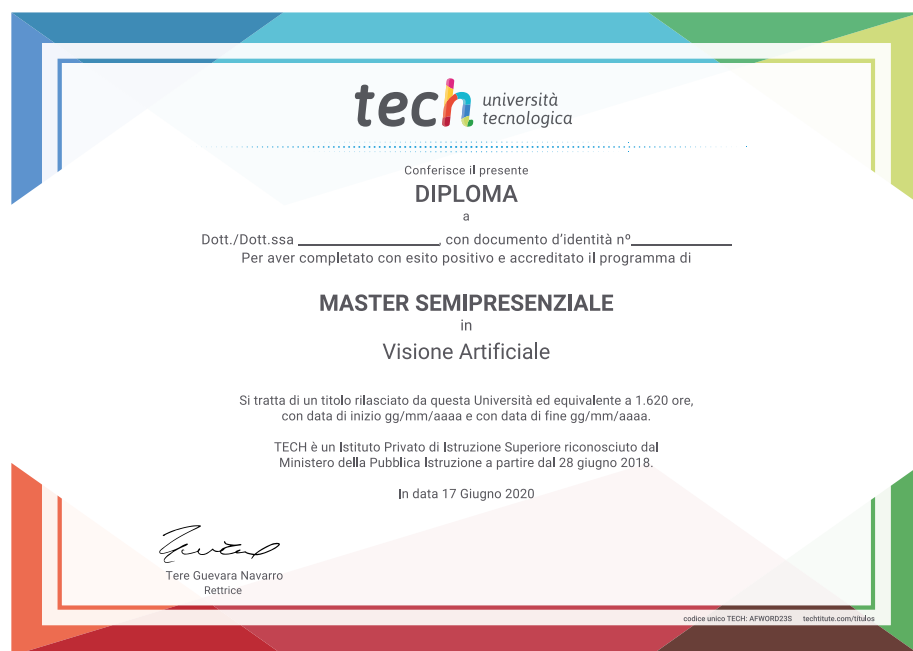 tech università
tecnologica
Conferisce il presente
DIPLOMA
a
Dott./Dott.ssa ____________________, con documento d'identità nº______________
Per aver completato con esito positivo e accreditato il programma di
MASTER SEMIPRESENZIALE
in
Visione Artificiale
Si tratta di un titolo rilasciato da questa Università ed equivalente a 1.620 ore,
con data di inizio gg/mm/aaaa e con data di fine gg/mm/aaaa.
TECH è un Istituto Privato di Istruzione Superiore riconosciuto dal
Ministero della Pubblica Istruzione a partire dal 28 giugno 2018.
In data 17 Giugno 2020
Tere Guevara Navarro
Rettrice
codice unico TECH: AFWORD23S techtitute.com/titulos